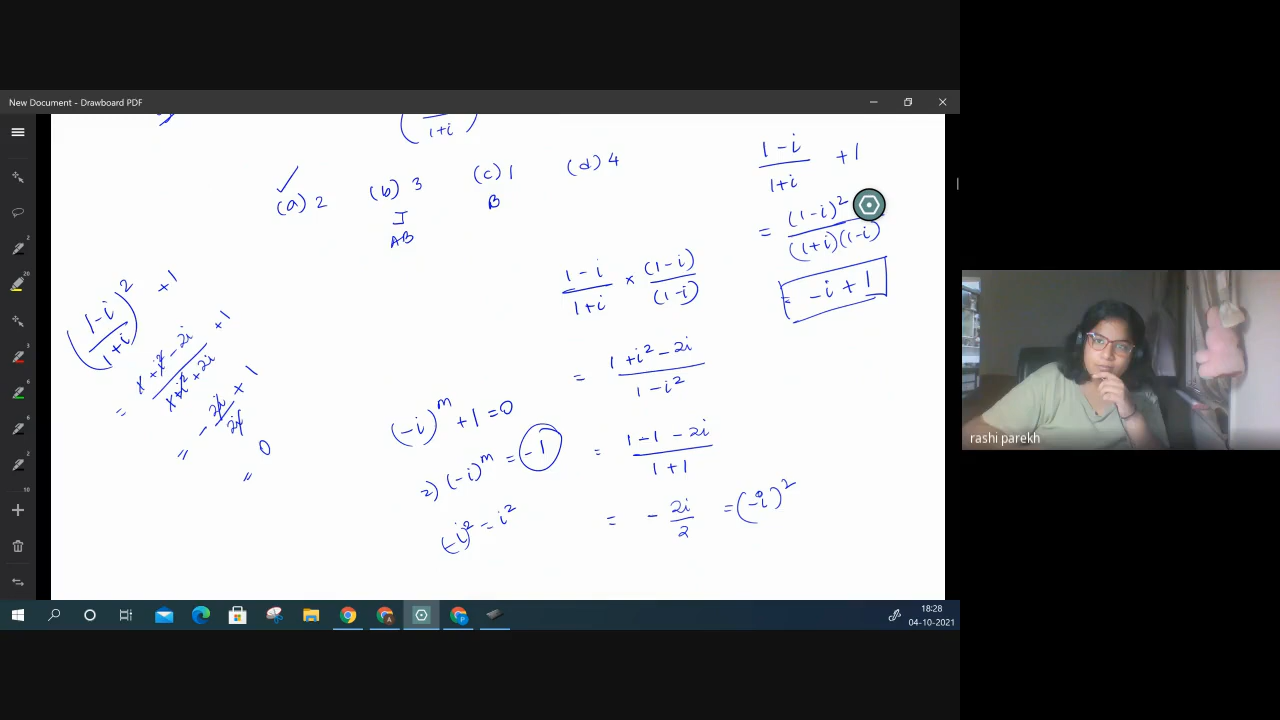 New Document - Drawboard PDF
1+i
(a) 2 (b) 3 (c) 1 (d) 4
I B
AB
(1-i)/(1+i) + 1
= (1-i)²/((1+i)(1-i))
= -i + 1
((1-i)/(1+i))² + 1
= (1+i²-2i)/(1+i²+2i) + 1
= -2i/2i + 1
= 0
(-i)^m + 1 = 0
2) (-i)^m = -1
(-i)² = i²
(1-i)/(1+i) × (1-i)/(1-i)
= (1+i²-2i)/(1-i²)
= (1-1-2i)/(1+1)
= -2i/2 = (-i)²
rashi parekh
18:28
04-10-2021